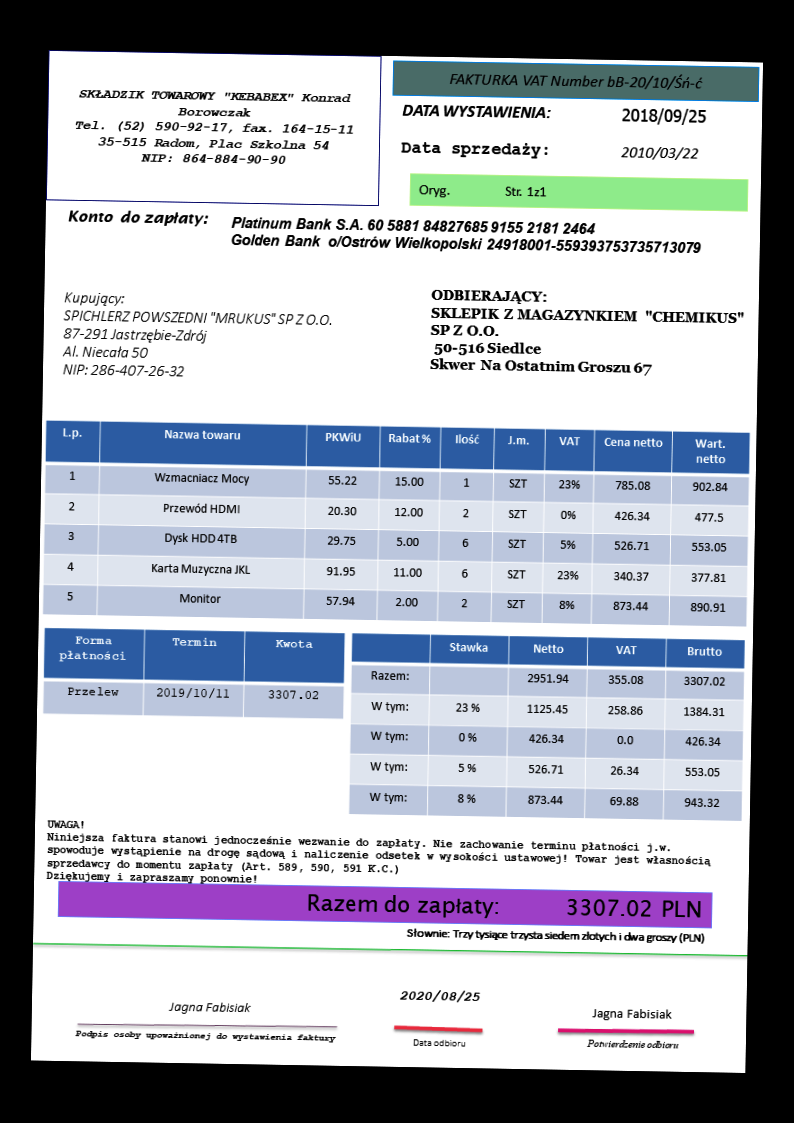 SKŁADZIK TOWAROWY "KEBABEX" Konrad
Borowczak
Tel. (52) 590-92-17, fax. 164-15-11
35-515 Radom, Plac Szkolna 54
NIP: 864-884-90-90
FAKTURKA VAT Number bB-20/10/Śń-ć
DATA WYSTAWIENIA: 2018/09/25
Data sprzedaży: 2010/03/22
Oryg. Str. 1z1
Konto do zapłaty: Platinum Bank S.A. 60 5881 84827685 9155 2181 2464
Golden Bank o/Ostrów Wielkopolski 24918001-559393753735713079
Kupujący:
SPICHLERZ POWSZEDNI "MRUKUS" SP Z O.O.
87-291 Jastrzębie-Zdrój
Al. Niecała 50
NIP: 286-407-26-32
ODBIERAJĄCY:
SKLEPIK Z MAGAZYNKIEM "CHEMIKUS"
SP Z O.O.
50-516 Siedlce
Skwer Na Ostatnim Groszu 67
L.p. Nazwa towaru PKWiU Rabat % Ilość J.m. VAT Cena netto Wart.
netto
1 Wzmacniacz Mocy 55.22 15.00 1 SZT 23% 785.08 902.84
2 Przewód HDMI 20.30 12.00 2 SZT 0% 426.34 477.5
3 Dysk HDD 4TB 29.75 5.00 6 SZT 5% 526.71 553.05
4 Karta Muzyczna JKL 91.95 11.00 6 SZT 23% 340.37 377.81
5 Monitor 57.94 2.00 2 SZT 8% 873.44 890.91
Forma
płatności Termin Kwota
Przelew 2019/10/11 3307.02
Stawka Netto VAT Brutto
Razem: 2951.94 355.08 3307.02
W tym: 23 % 1125.45 258.86 1384.31
W tym: 0 % 426.34 0.0 426.34
W tym: 5 % 526.71 26.34 553.05
W tym: 8 % 873.44 69.88 943.32
UWAGA!
Niniejsza faktura stanowi jednocześnie wezwanie do zapłaty. Nie zachowanie terminu płatności j.w.
spowoduje wystąpienie na drogę sądową i naliczenie odsetek w wysokości ustawowej! Towar jest własnością
sprzedawcy do momentu zapłaty (Art. 589, 590, 591 K.C.)
Dziękujemy i zapraszamy ponownie!
Razem do zapłaty: 3307.02 PLN
Słownie: Trzy tysiące trzysta siedem złotych i dwa groszy (PLN)
Jagna Fabisiak
Podpis osoby upoważnionej do wystawienia faktury
2020/08/25
Data odbioru
Jagna Fabisiak
Potwierdzenie odbioru